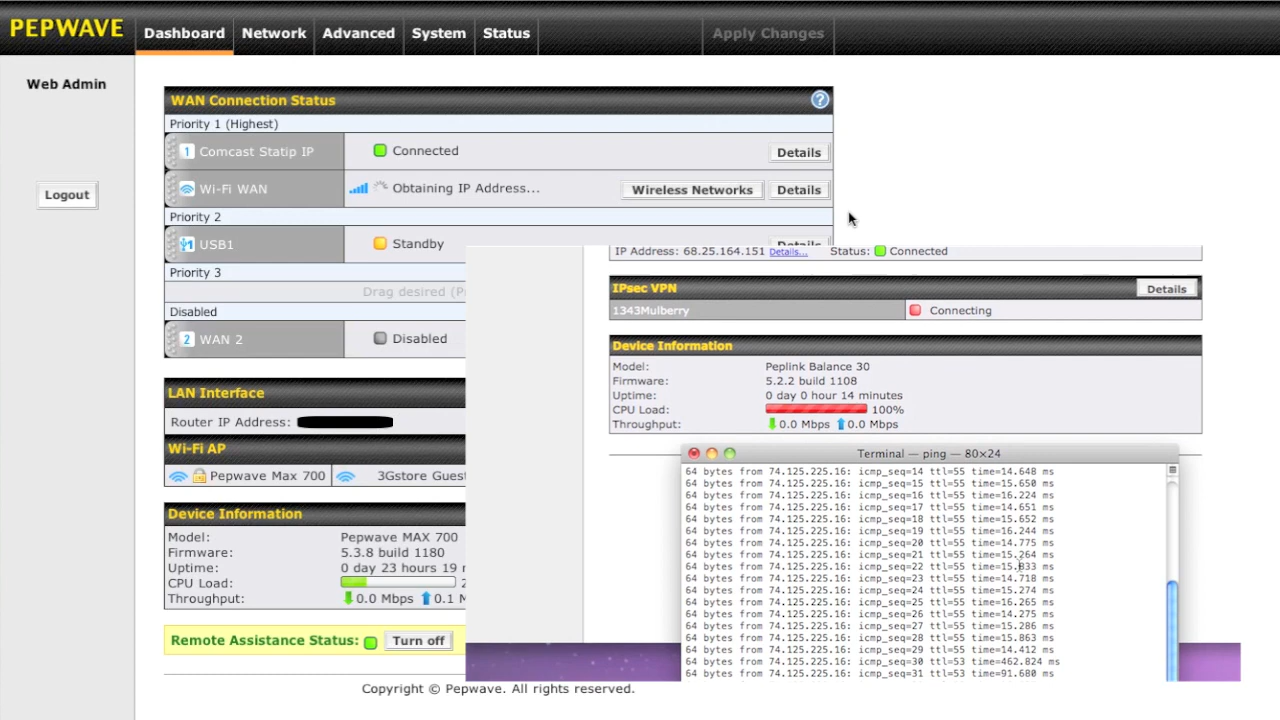 PEPWAVE Dashboard Network Advanced System Status Apply Changes
Web Admin
Logout
WAN Connection Status ?
Priority 1 (Highest)
1 Comcast Statip IP Connected Details
Wi-Fi WAN Obtaining IP Address... Wireless Networks Details
Priority 2
1 USB1 Standby Details
Priority 3
Drag desired (P
Disabled
2 WAN 2 Disabled
LAN Interface
Router IP Address:
Wi-Fi AP
Pepwave Max 700 3Gstore Guest
Device Information
Model: Pepwave MAX 700
Firmware: 5.3.8 build 1180
Uptime: 0 day 23 hours 19
CPU Load: 2
Throughput: 0.0 Mbps 0.1 M
Remote Assistance Status: Turn off
Copyright © Pepwave. All rights reserved.
IP Address: 68.25.164.151 Details... Status: Connected
IPsec VPN Details
1343Mulberry Connecting
Device Information
Model: Peplink Balance 30
Firmware: 5.2.2 build 1108
Uptime: 0 day 0 hour 14 minutes
CPU Load: 100%
Throughput: 0.0 Mbps 0.0 Mbps
Terminal — ping — 80×24
64 bytes from 74.125.225.16: icmp_seq=14 ttl=55 time=14.648 ms
64 bytes from 74.125.225.16: icmp_seq=15 ttl=55 time=15.650 ms
64 bytes from 74.125.225.16: icmp_seq=16 ttl=55 time=16.224 ms
64 bytes from 74.125.225.16: icmp_seq=17 ttl=55 time=14.651 ms
64 bytes from 74.125.225.16: icmp_seq=18 ttl=55 time=15.652 ms
64 bytes from 74.125.225.16: icmp_seq=19 ttl=55 time=16.244 ms
64 bytes from 74.125.225.16: icmp_seq=20 ttl=55 time=14.775 ms
64 bytes from 74.125.225.16: icmp_seq=21 ttl=55 time=15.264 ms
64 bytes from 74.125.225.16: icmp_seq=22 ttl=55 time=15.833 ms
64 bytes from 74.125.225.16: icmp_seq=23 ttl=55 time=14.718 ms
64 bytes from 74.125.225.16: icmp_seq=24 ttl=55 time=15.274 ms
64 bytes from 74.125.225.16: icmp_seq=25 ttl=55 time=16.265 ms
64 bytes from 74.125.225.16: icmp_seq=26 ttl=55 time=14.275 ms
64 bytes from 74.125.225.16: icmp_seq=27 ttl=55 time=15.286 ms
64 bytes from 74.125.225.16: icmp_seq=28 ttl=55 time=15.863 ms
64 bytes from 74.125.225.16: icmp_seq=29 ttl=55 time=14.412 ms
64 bytes from 74.125.225.16: icmp_seq=30 ttl=53 time=462.824 ms
64 bytes from 74.125.225.16: icmp_seq=31 ttl=53 time=91.680 ms